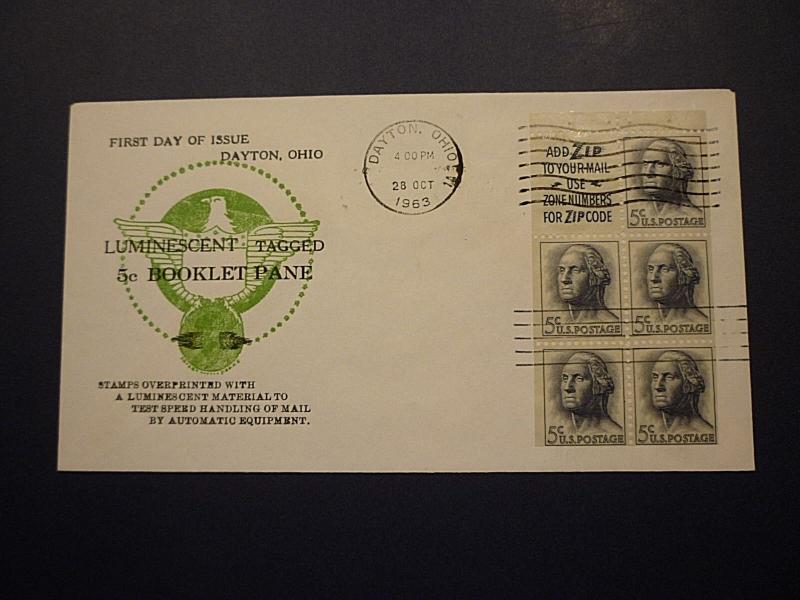 FIRST DAY OF ISSUE
DAYTON, OHIO
LUMINESCENT TAGGED
5c BOOKLET PANE
STAMPS OVERPRINTED WITH
A LUMINESCENT MATERIAL TO
TEST SPEED HANDLING OF MAIL
BY AUTOMATIC EQUIPMENT.
DAYTON, OHIO
1A
4 00 PM
28 OCT
1963
ADD ZIP
TO YOUR MAIL
USE
ZONE NUMBERS
FOR ZIP CODE
5c
U.S. POSTAGE
5c
U.S. POSTAGE
5c
U.S. POSTAGE
5c
U.S. POSTAGE
5c
U.S. POSTAGE